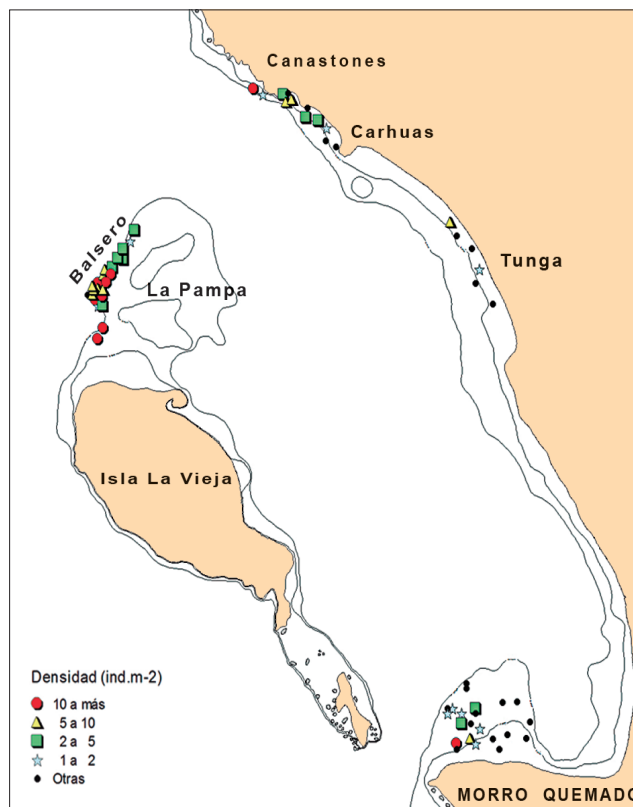 Canastones
Carhuas
Balsero
La Pampa
Tunga
Isla La Vieja
Densidad (ind.m-2)
10 a más
5 a 10
2 a 5
1 a 2
Otras
MORRO QUEMADO